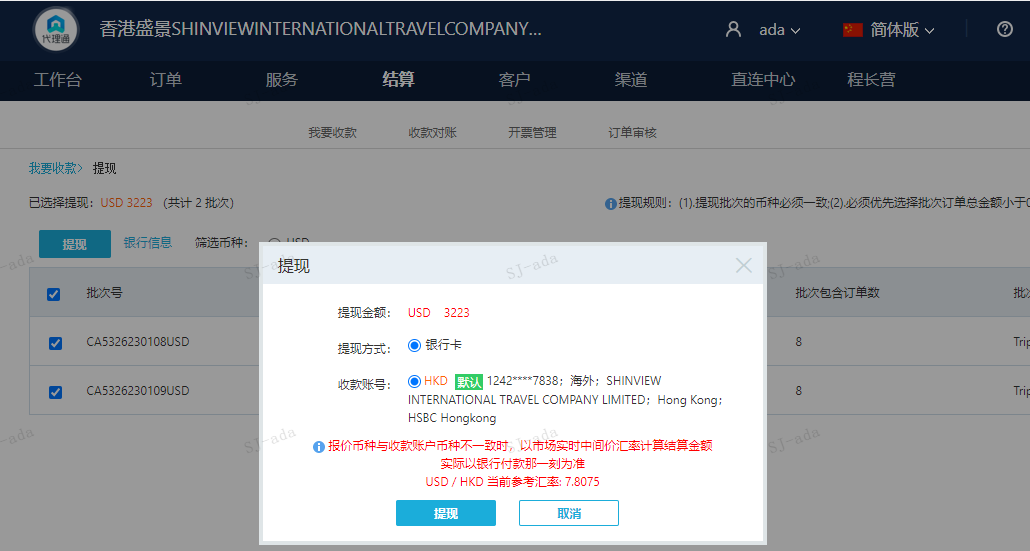 代理通
香港盛景SHINVIEWINTERNATIONALTRAVELCOMPANY...
ada
简体版
工作台
订单
服务
结算
客户
渠道
直连中心
程长营
我要收款
收款对账
开票管理
订单审核
我要收款> 提现
已选择提现：USD 3223 （共计 2 批次）
提现规则：(1).提现批次的币种必须一致;(2).必须优先选择批次订单总金额小于0
提现
银行信息
筛选币种：
USD
批次号
批次包含订单数
批次
CA5326230108USD
8
Trip
CA5326230109USD
8
Trip
提现
提现金额： USD 3223
提现方式： 银行卡
收款账号： HKD 默认 1242****7838；海外；SHINVIEW
INTERNATIONAL TRAVEL COMPANY LIMITED；Hong Kong；
HSBC Hongkong
报价币种与收款账户币种不一致时，以市场实时中间价汇率计算结算金额
实际以银行付款那一刻为准
USD / HKD 当前参考汇率: 7.8075
提现
取消
SJ-ada
SJ-ada
SJ-ada
SJ-ada
SJ-ada
SJ-ada
SJ-ada